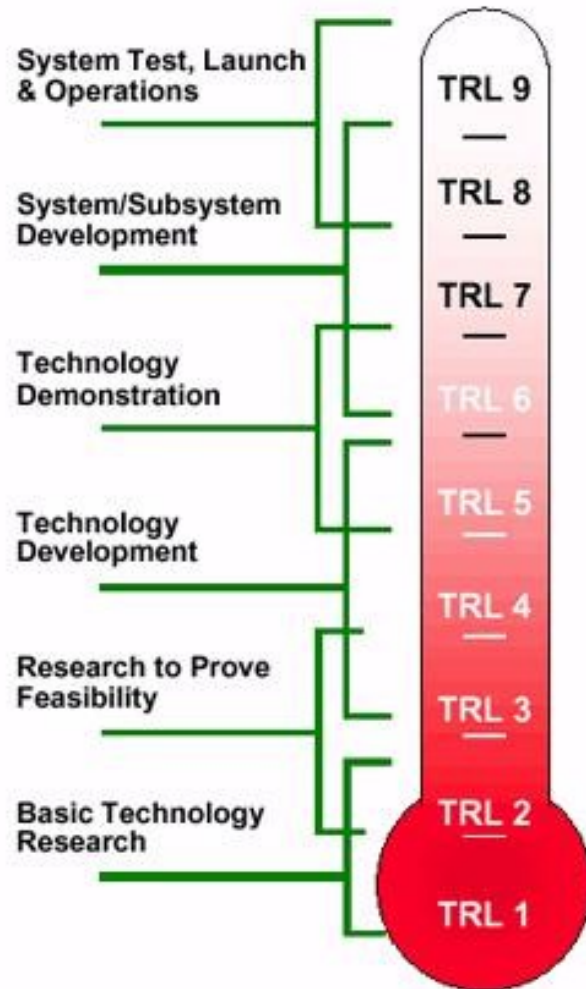 System Test, Launch
& Operations
System/Subsystem
Development
Technology
Demonstration
Technology
Development
Research to Prove
Feasibility
Basic Technology
Research
TRL 9
TRL 8
TRL 7
TRL 6
TRL 5
TRL 4
TRL 3
TRL 2
TRL 1